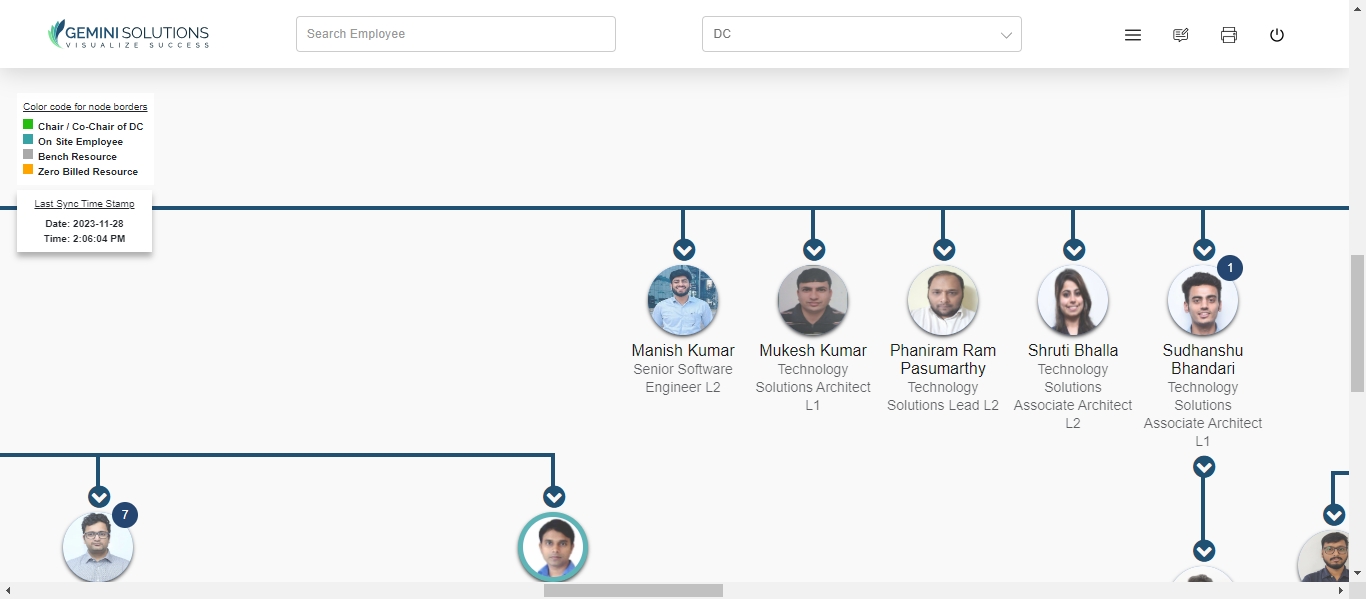 GEMINI SOLUTIONS
VISUALIZE SUCCESS
Search Employee
DC
Color code for node borders
Chair / Co-Chair of DC
On Site Employee
Bench Resource
Zero Billed Resource
Last Sync Time Stamp
Date: 2023-11-28
Time: 2:06:04 PM
1
Manish Kumar
Senior Software
Engineer L2
Mukesh Kumar
Technology
Solutions Architect
L1
Phaniram Ram
Pasumarthy
Technology
Solutions Lead L2
Shruti Bhalla
Technology
Solutions
Associate Architect
L2
Sudhanshu
Bhandari
Technology
Solutions
Associate Architect
L1
7